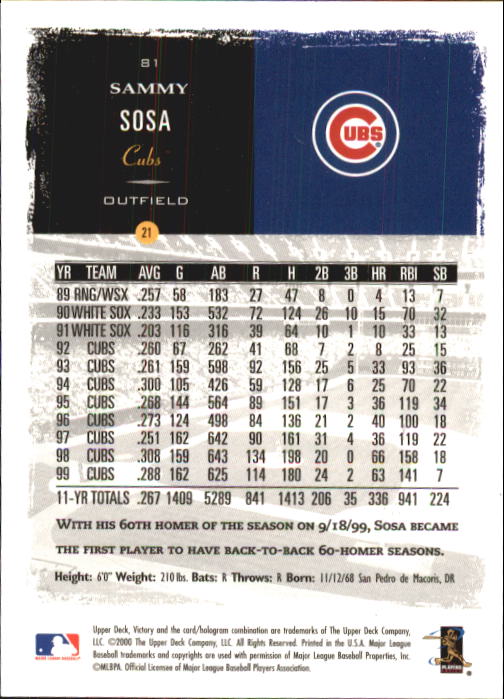 81
SAMMY
SOSA
Cubs
OUTFIELD
CUBS
21
YR TEAM AVG G AB R H 2B 3B HR RBI SB
89 RNG/WSX .257 58 183 27 47 8 0 4 13 7
90 WHITE SOX .233 153 532 72 124 26 10 15 70 32
91 WHITE SOX .203 116 316 39 64 10 1 10 33 13
92 CUBS .260 67 262 41 68 7 2 8 25 15
93 CUBS .261 159 598 92 156 25 5 33 93 36
94 CUBS .300 105 426 59 128 17 6 25 70 22
95 CUBS .268 144 564 89 151 17 3 36 119 34
96 CUBS .273 124 498 84 136 21 2 40 100 18
97 CUBS .251 162 642 90 161 31 4 36 119 22
98 CUBS .308 159 643 134 198 20 0 66 158 18
99 CUBS .288 162 625 114 180 24 2 63 141 7
11-YR TOTALS .267 1409 5289 841 1413 206 35 336 941 224
WITH HIS 60TH HOMER OF THE SEASON ON 9/18/99, SOSA BECAME
THE FIRST PLAYER TO HAVE BACK-TO-BACK 60-HOMER SEASONS.
Height: 6'0" Weight: 210 lbs. Bats: R Throws: R Born: 11/12/68 San Pedro de Macoris, DR
Upper Deck, Victory and the card/hologram combination are trademarks of The Upper Deck Company,
LLC. ©2000 The Upper Deck Company, LLC. All Rights Reserved. Printed in the U.S.A. Major League
Baseball trademarks and copyrights are used with permission of Major League Baseball Properties, Inc.
©MLBPA. Official Licensee of Major League Baseball Players Association.
MAJOR LEAGUE BASEBALL
PLAYERS